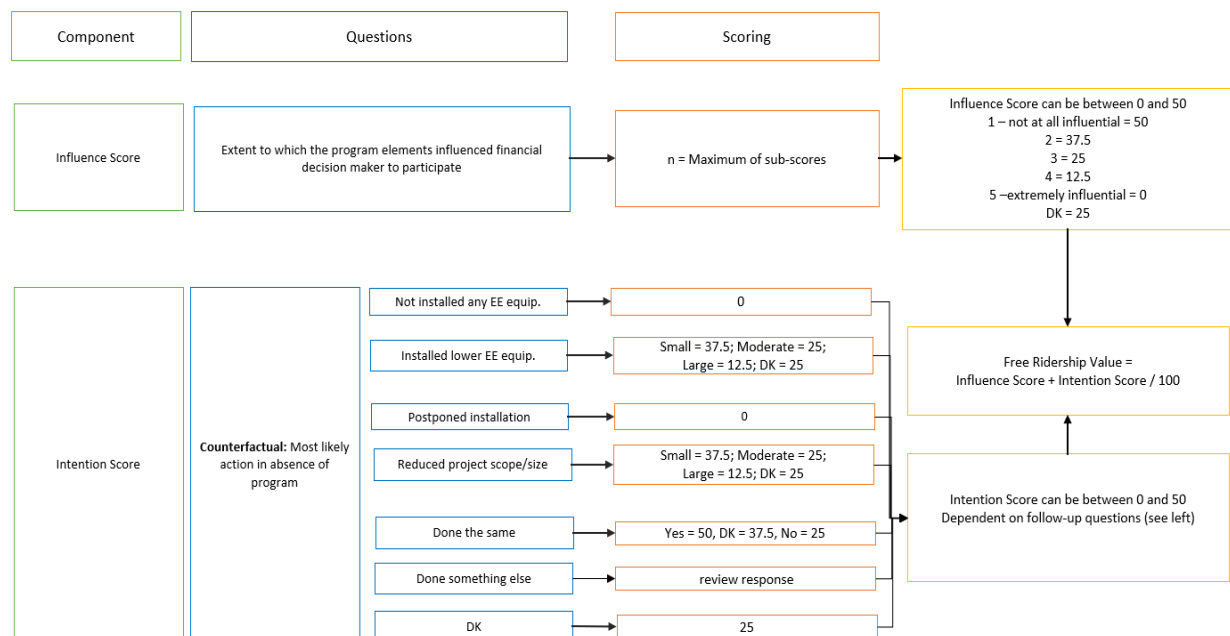 Component
Questions
Scoring
Influence Score
Extent to which the program elements influenced financial
decision maker to participate
n = Maximum of sub-scores
Influence Score can be between 0 and 50
1 – not at all influential = 50
2 = 37.5
3 = 25
4 = 12.5
5 –extremely influential = 0
DK = 25
Free Ridership Value =
Influence Score + Intention Score / 100
Intention Score
Counterfactual: Most likely
action in absence of
program
Not installed any EE equip.
0
Installed lower EE equip.
Small = 37.5; Moderate = 25;
Large = 12.5; DK = 25
Postponed installation
0
Reduced project scope/size
Small = 37.5; Moderate = 25;
Large = 12.5; DK = 25
Done the same
Yes = 50, DK = 37.5, No = 25
Done something else
review response
DK
25
Intention Score can be between 0 and 50
Dependent on follow-up questions (see left)